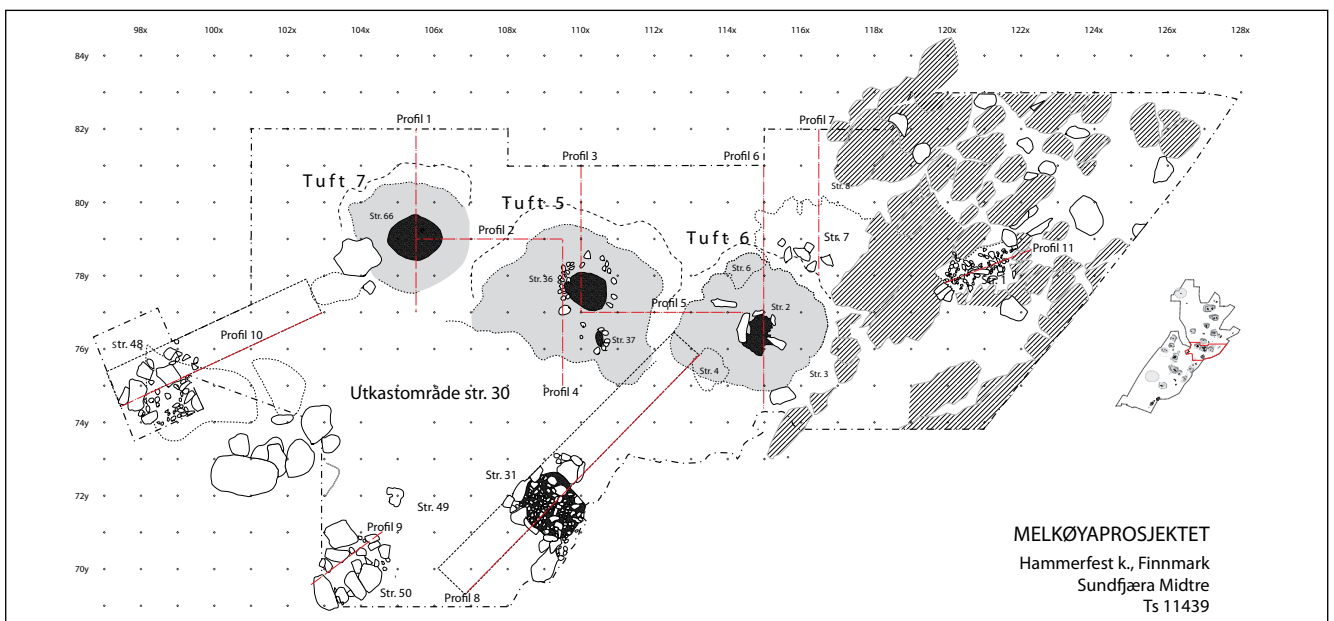 98x 100x 102x 104x 106x 108x 110x 112x 114x 116x 118x 120x 122x 124x 126x 128x
84y
82y
80y
78y
76y
74y
72y
70y
Profil 1
Profil 3
Profil 6
Profil 7
Tuft 7
Str. 8
Tuft 5
Str. 66
Profil 2
Tuft 6
Str. 7
Profil 11
Str. 6
Str. 36
Str. 1
Profil 5
Str. 2
Profil 10
Str. 37
str. 48
Str. 4
Str. 3
Utkastområde str. 30
Profil 4
Str. 31
Str. 49
Profil 9
Str. 50
Profil 8
MELKØYAPROSJEKTET
Hammerfest k., Finnmark
Sundfjæra Midtre
Ts 11439